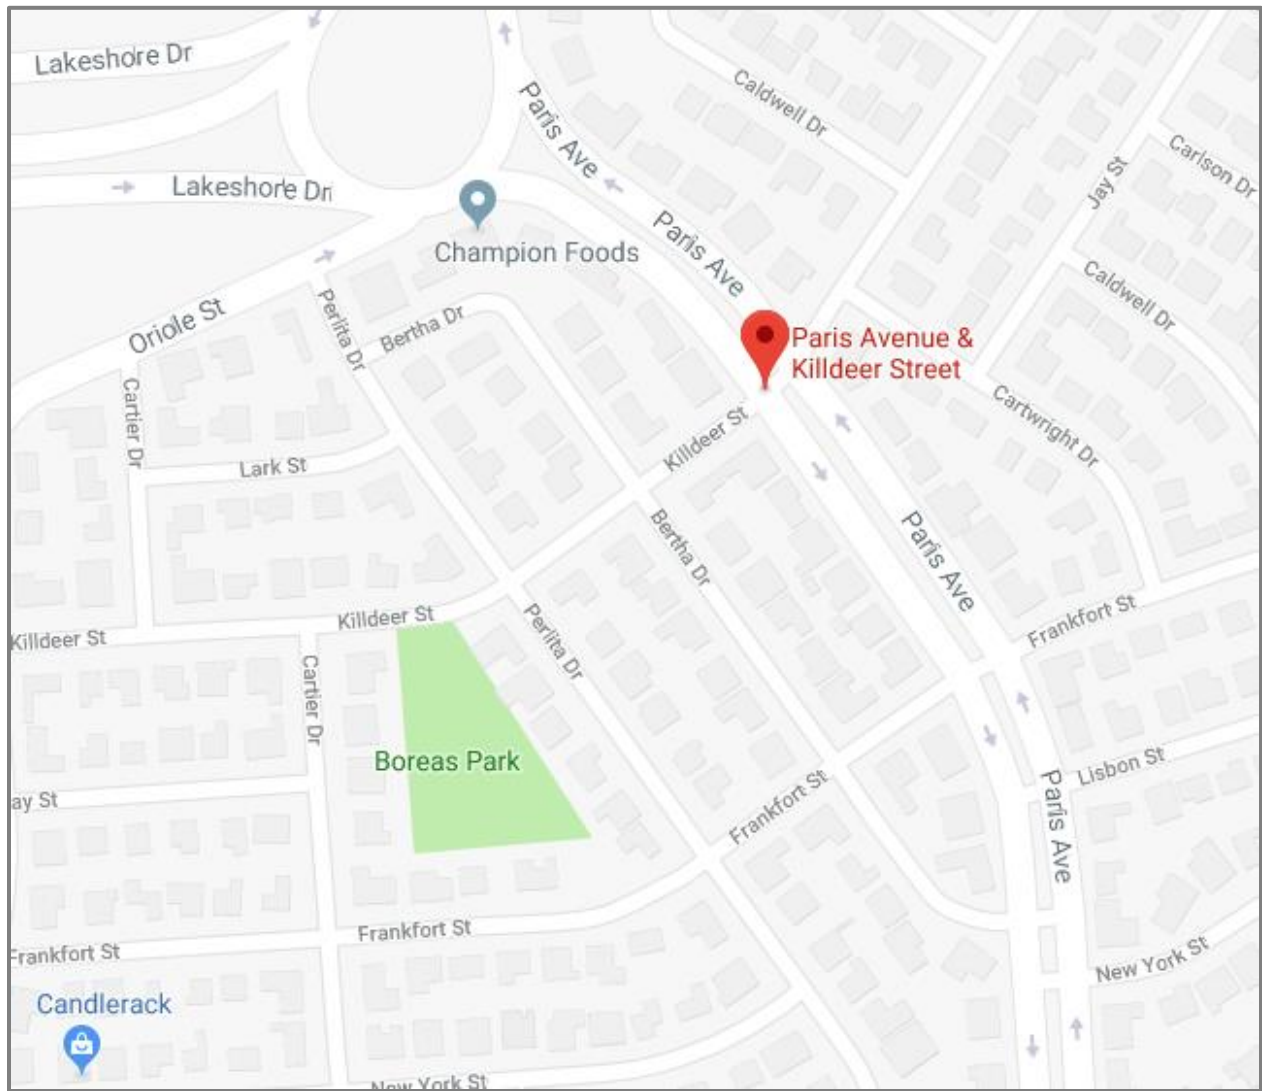 Lakeshore Dr
Caldwell Dr
Paris Ave
Carlson Dr
Jay St
Lakeshore Dr
Champion Foods
Paris Ave
Caldwell Dr
Oriole St
Perlita Dr
Bertha Dr
Paris Avenue &
Killdeer Street
Cartier Dr
Killdeer St
Cartwright Dr
Lark St
Bertha Dr
Paris Ave
Killdeer St
Killdeer St
Perlita Dr
Frankfort St
Cartier Dr
Boreas Park
Lisbon St
ay St
Frankfort St
Paris Ave
Frankfort St
Frankfort St
New York St
Candlerack
New York St